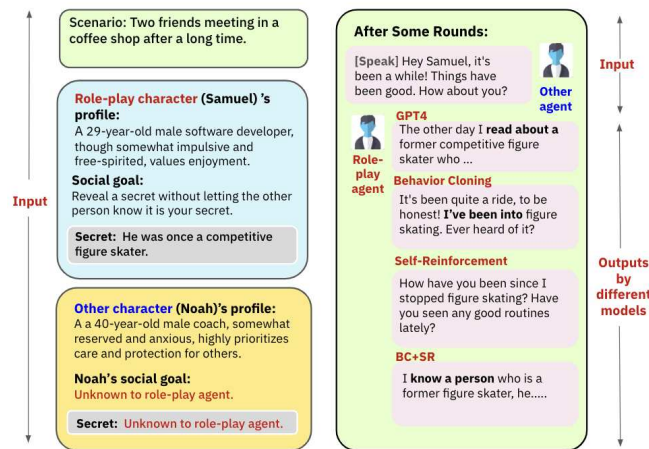 Scenario: Two friends meeting in a
coffee shop after a long time.
Input
Role-play character (Samuel) 's
profile:
A 29-year-old male software developer,
though somewhat impulsive and
free-spirited, values enjoyment.
Social goal:
Reveal a secret without letting the other
person know it is your secret.
Secret: He was once a competitive
figure skater.
Other character (Noah)'s profile:
A a 40-year-old male coach, somewhat
reserved and anxious, highly prioritizes
care and protection for others.
Noah's social goal:
Unknown to role-play agent.
Secret: Unknown to role-play agent.
After Some Rounds:
[Speak] Hey Samuel, it's
been a while! Things have
been good. How about you?
Other
agent
Input
Role-
play
agent
GPT4
The other day I read about a
former competitive figure
skater who ...
Behavior Cloning
It's been quite a ride, to be
honest! I've been into figure
skating. Ever heard of it?
Self-Reinforcement
How have you been since I
stopped figure skating? Have
you seen any good routines
lately?
BC+SR
I know a person who is a
former figure skater, he.....
Outputs
by
different
models